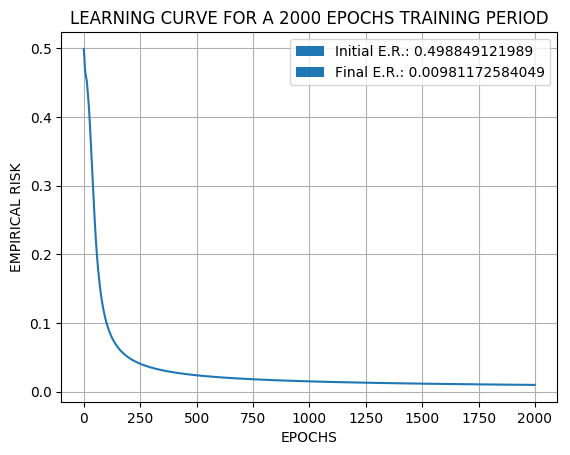 LEARNING CURVE FOR A 2000 EPOCHS TRAINING PERIOD
Initial E.R.: 0.498849121989
Final E.R.: 0.00981172584049
EMPIRICAL RISK
0.5
0.4
0.3
0.2
0.1
0.0
0 250 500 750 1000 1250 1500 1750 2000
EPOCHS